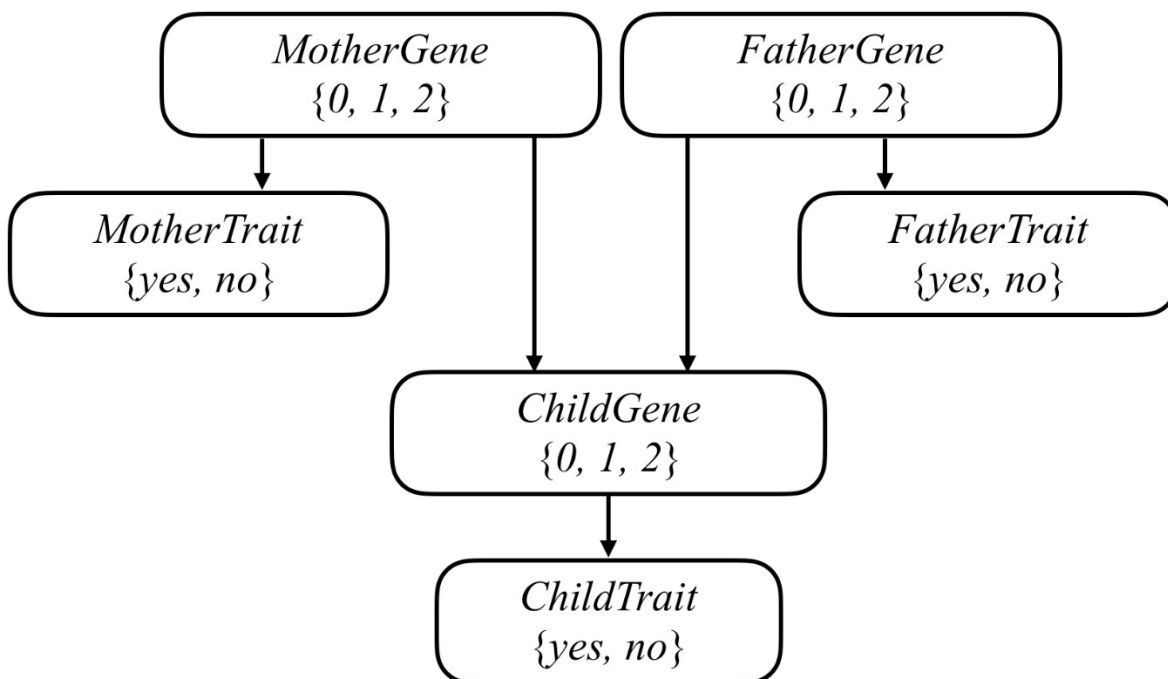 MotherGene
{0, 1, 2}
FatherGene
{0, 1, 2}
MotherTrait
{yes, no}
FatherTrait
{yes, no}
ChildGene
{0, 1, 2}
ChildTrait
{yes, no}